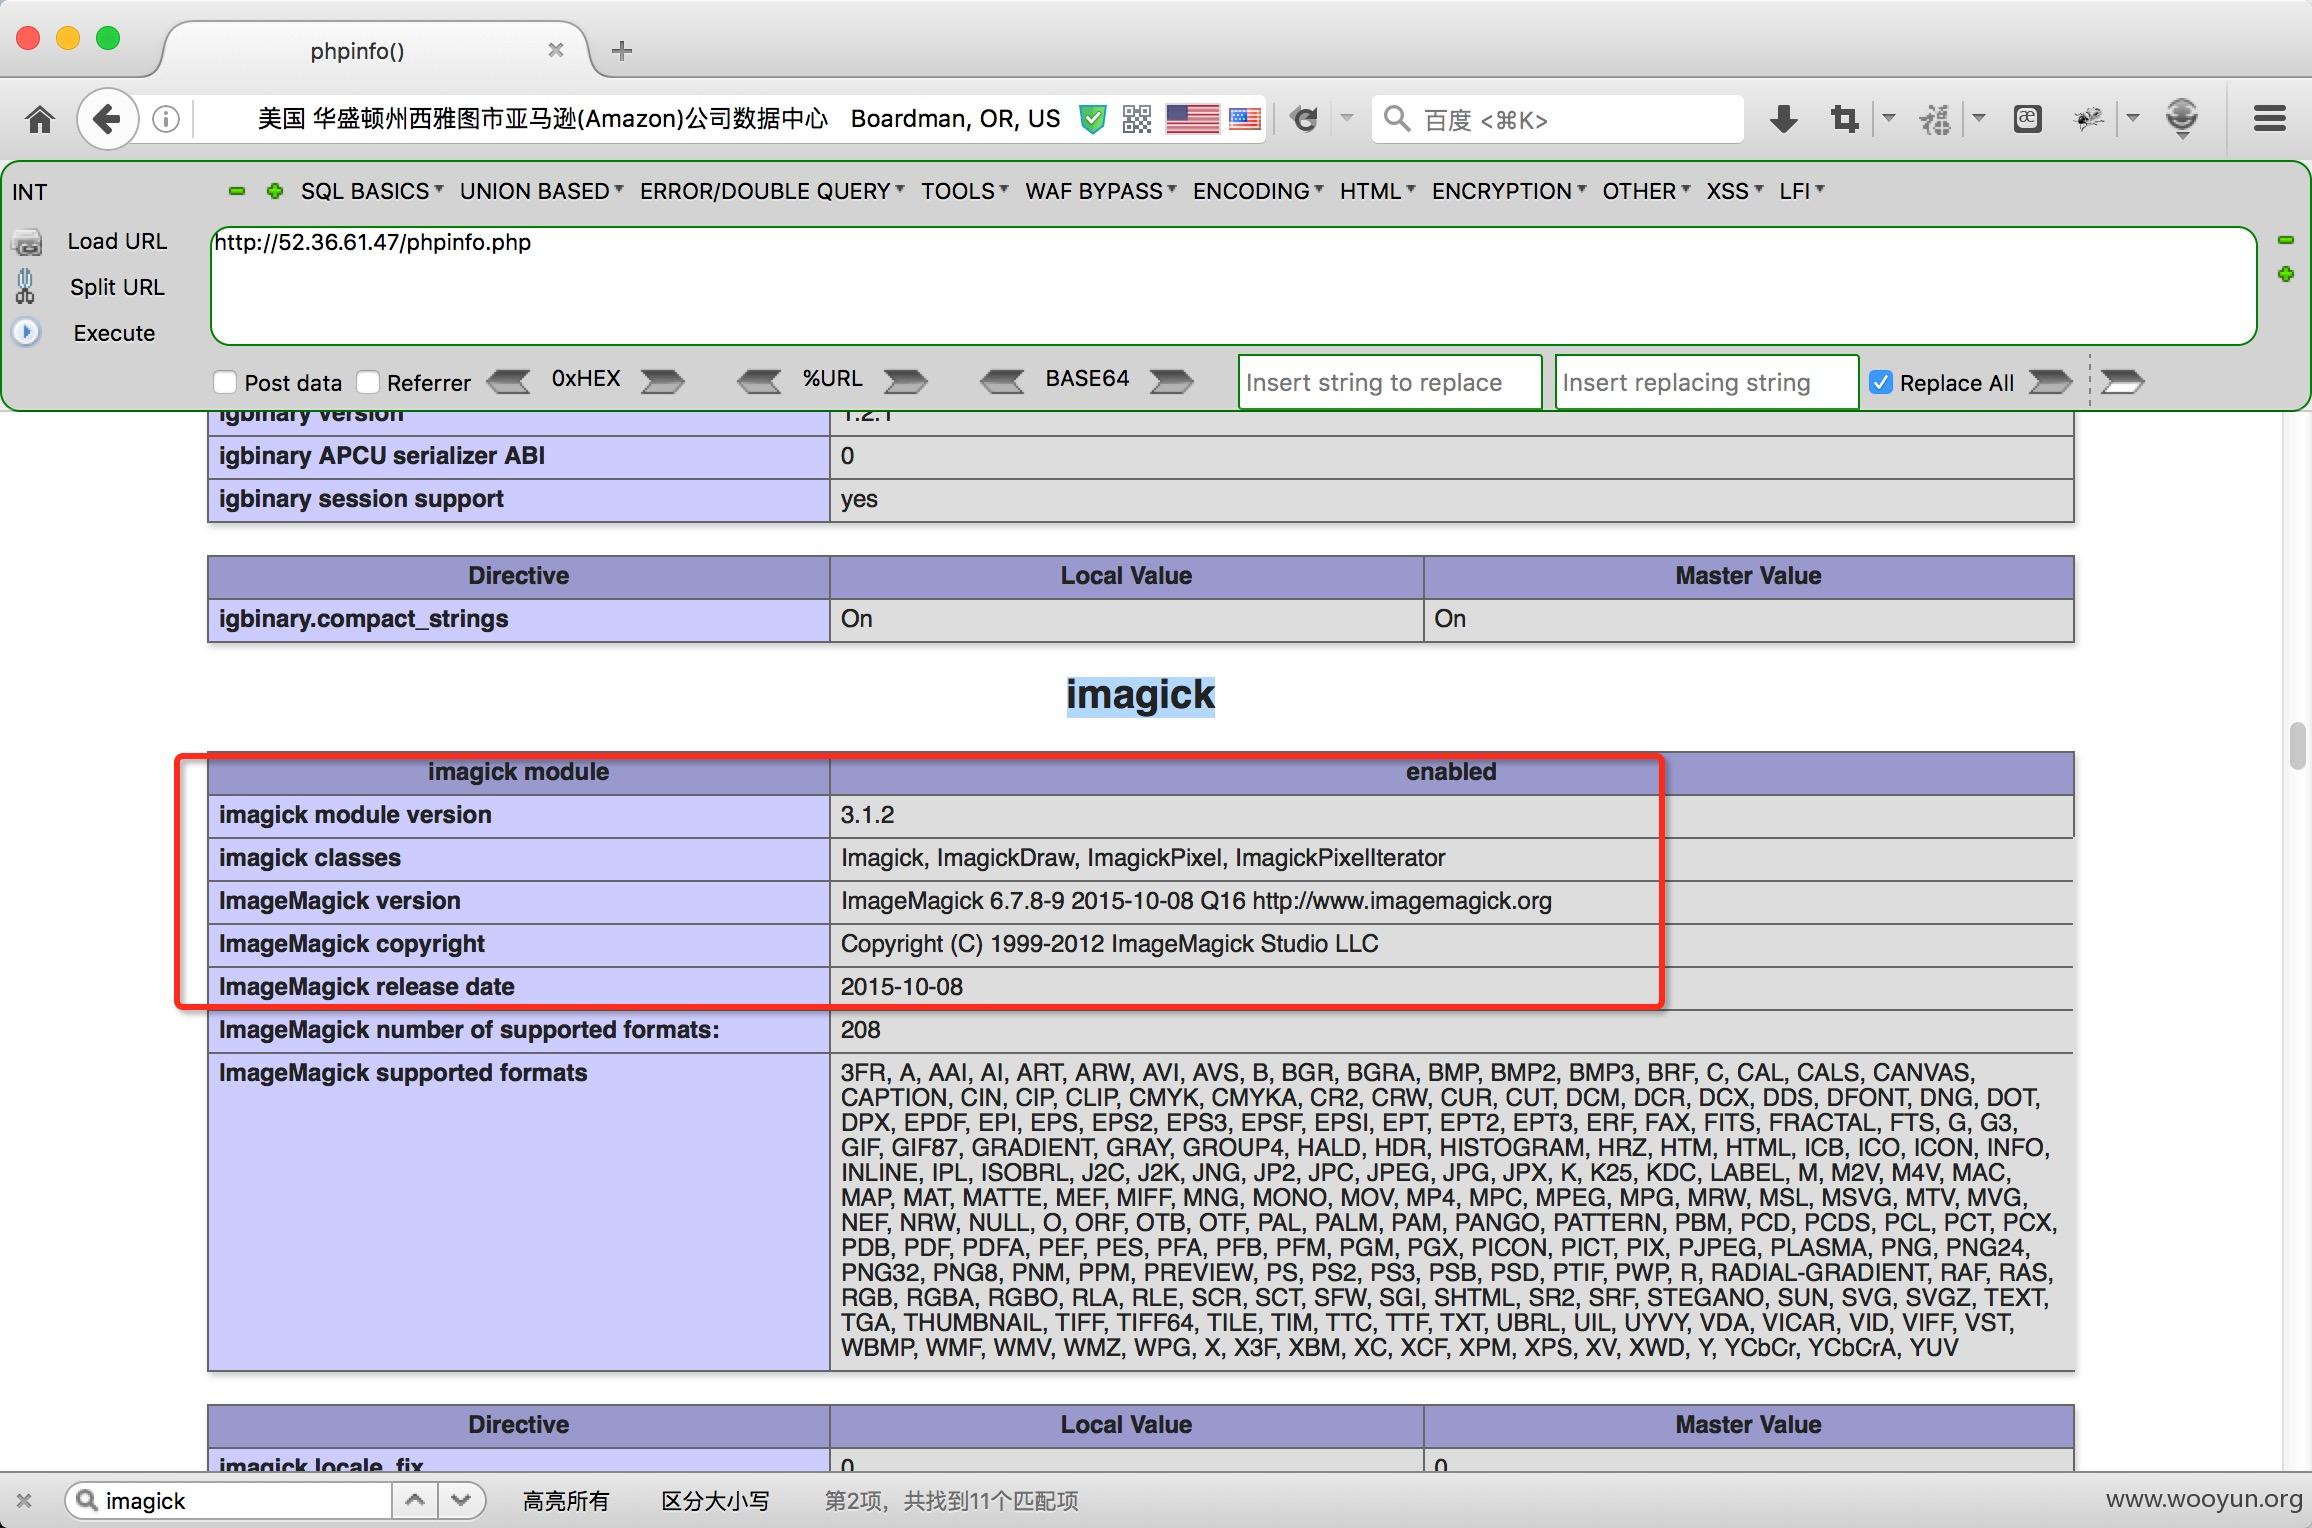 phpinfo()
美国 华盛顿州西雅图市亚马逊(Amazon)公司数据中心 Boardman, OR, US
百度 <⌘K>
INT SQL BASICS UNION BASED ERROR/DOUBLE QUERY TOOLS WAF BYPASS ENCODING HTML ENCRYPTION OTHER XSS LFI
Load URL http://52.36.61.47/phpinfo.php
Split URL
Execute
Post data Referrer 0xHEX %URL BASE64 Insert string to replace Insert replacing string Replace All
igbinary version 1.2.1
igbinary APCU serializer ABI 0
igbinary session support yes
Directive Local Value Master Value
igbinary.compact_strings On On
imagick
imagick module enabled
imagick module version 3.1.2
imagick classes Imagick, ImagickDraw, ImagickPixel, ImagickPixelIterator
ImageMagick version ImageMagick 6.7.8-9 2015-10-08 Q16 http://www.imagemagick.org
ImageMagick copyright Copyright (C) 1999-2012 ImageMagick Studio LLC
ImageMagick release date 2015-10-08
ImageMagick number of supported formats: 208
ImageMagick supported formats 3FR, A, AAI, AI, ART, ARW, AVI, AVS, B, BGR, BGRA, BMP, BMP2, BMP3, BRF, C, CAL, CALS, CANVAS,
CAPTION, CIN, CIP, CLIP, CMYK, CMYKA, CR2, CRW, CUR, CUT, DCM, DCR, DCX, DDS, DFONT, DNG, DOT,
DPX, EPDF, EPI, EPS, EPS2, EPS3, EPSF, EPSI, EPT, EPT2, EPT3, ERF, FAX, FITS, FRACTAL, FTS, G, G3,
GIF, GIF87, GRADIENT, GRAY, GROUP4, HALD, HDR, HISTOGRAM, HRZ, HTM, HTML, ICB, ICO, ICON, INFO,
INLINE, IPL, ISOBRL, J2C, J2K, JNG, JP2, JPC, JPEG, JPG, JPX, K, K25, KDC, LABEL, M, M2V, M4V, MAC,
MAP, MAT, MATTE, MEF, MIFF, MNG, MONO, MOV, MP4, MPC, MPEG, MPG, MRW, MSL, MSVG, MTV, MVG,
NEF, NRW, NULL, O, ORF, OTB, OTF, PAL, PALM, PAM, PANGO, PATTERN, PBM, PCD, PCDS, PCL, PCT, PCX,
PDB, PDF, PDFA, PEF, PES, PFA, PFB, PFM, PGM, PGX, PICON, PICT, PIX, PJPEG, PLASMA, PNG, PNG24,
PNG32, PNG8, PNM, PPM, PREVIEW, PS, PS2, PS3, PSB, PSD, PTIF, PWP, R, RADIAL-GRADIENT, RAF, RAS,
RGB, RGBA, RGBO, RLA, RLE, SCR, SCT, SFW, SGI, SHTML, SR2, SRF, STEGANO, SUN, SVG, SVGZ, TEXT,
TGA, THUMBNAIL, TIFF, TIFF64, TILE, TIM, TTC, TTF, TXT, UBRL, UIL, UYVY, VDA, VICAR, VID, VIFF, VST,
WBMP, WMF, WMV, WMZ, WPG, X, X3F, XBM, XC, XCF, XPM, XPS, XV, XWD, Y, YCbCr, YCbCrA, YUV
Directive Local Value Master Value
imagick.locale_fix 0 0
imagick 高亮所有 区分大小写 第2项，共找到11个匹配项
www.wooyun.org